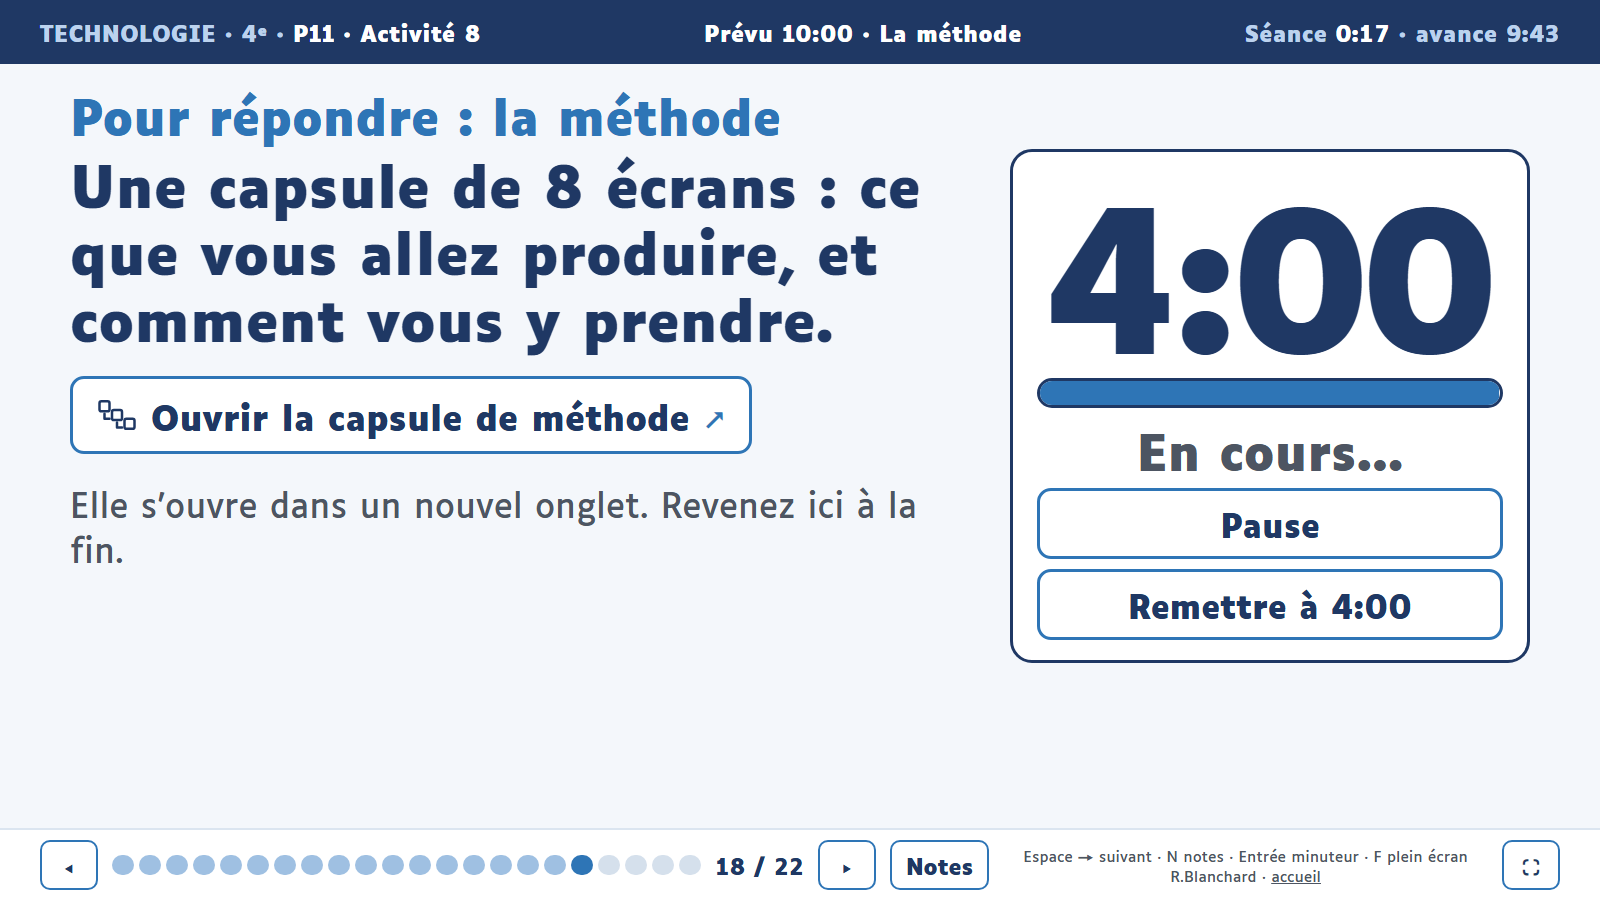 TECHNOLOGIE · 4e · P11 · Activité 8
Prévu 10:00 · La méthode
Séance 0:17 · avance 9:43
Pour répondre : la méthode
Une capsule de 8 écrans : ce
que vous allez produire, et
comment vous y prendre.
Ouvrir la capsule de méthode ↗
Elle s’ouvre dans un nouvel onglet. Revenez ici à la
fin.
4:00
En cours…
Pause
Remettre à 4:00
18 / 22
Notes
Espace → suivant · N notes · Entrée minuteur · F plein écran
R.Blanchard · accueil